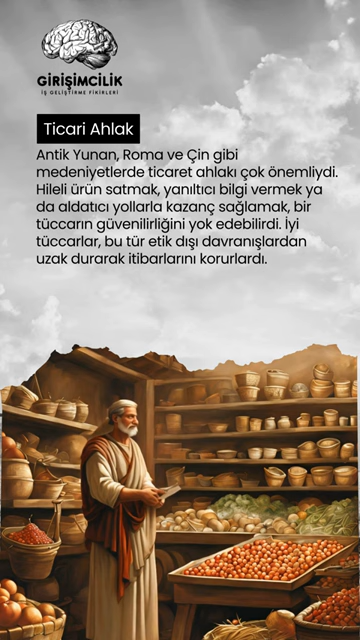 GİRİŞİMCİLİK
İŞ GELİŞTİRME FİKİRLERİ
Ticari Ahlak
Antik Yunan, Roma ve Çin gibi
medeniyetlerde ticaret ahlakı çok önemliydi.
Hileli ürün satmak, yanıltıcı bilgi vermek ya
da aldatıcı yollarla kazanç sağlamak, bir
tüccarın güvenilirliğini yok edebilirdi. İyi
tüccarlar, bu tür etik dışı davranışlardan
uzak durarak itibarlarını korurlardı.